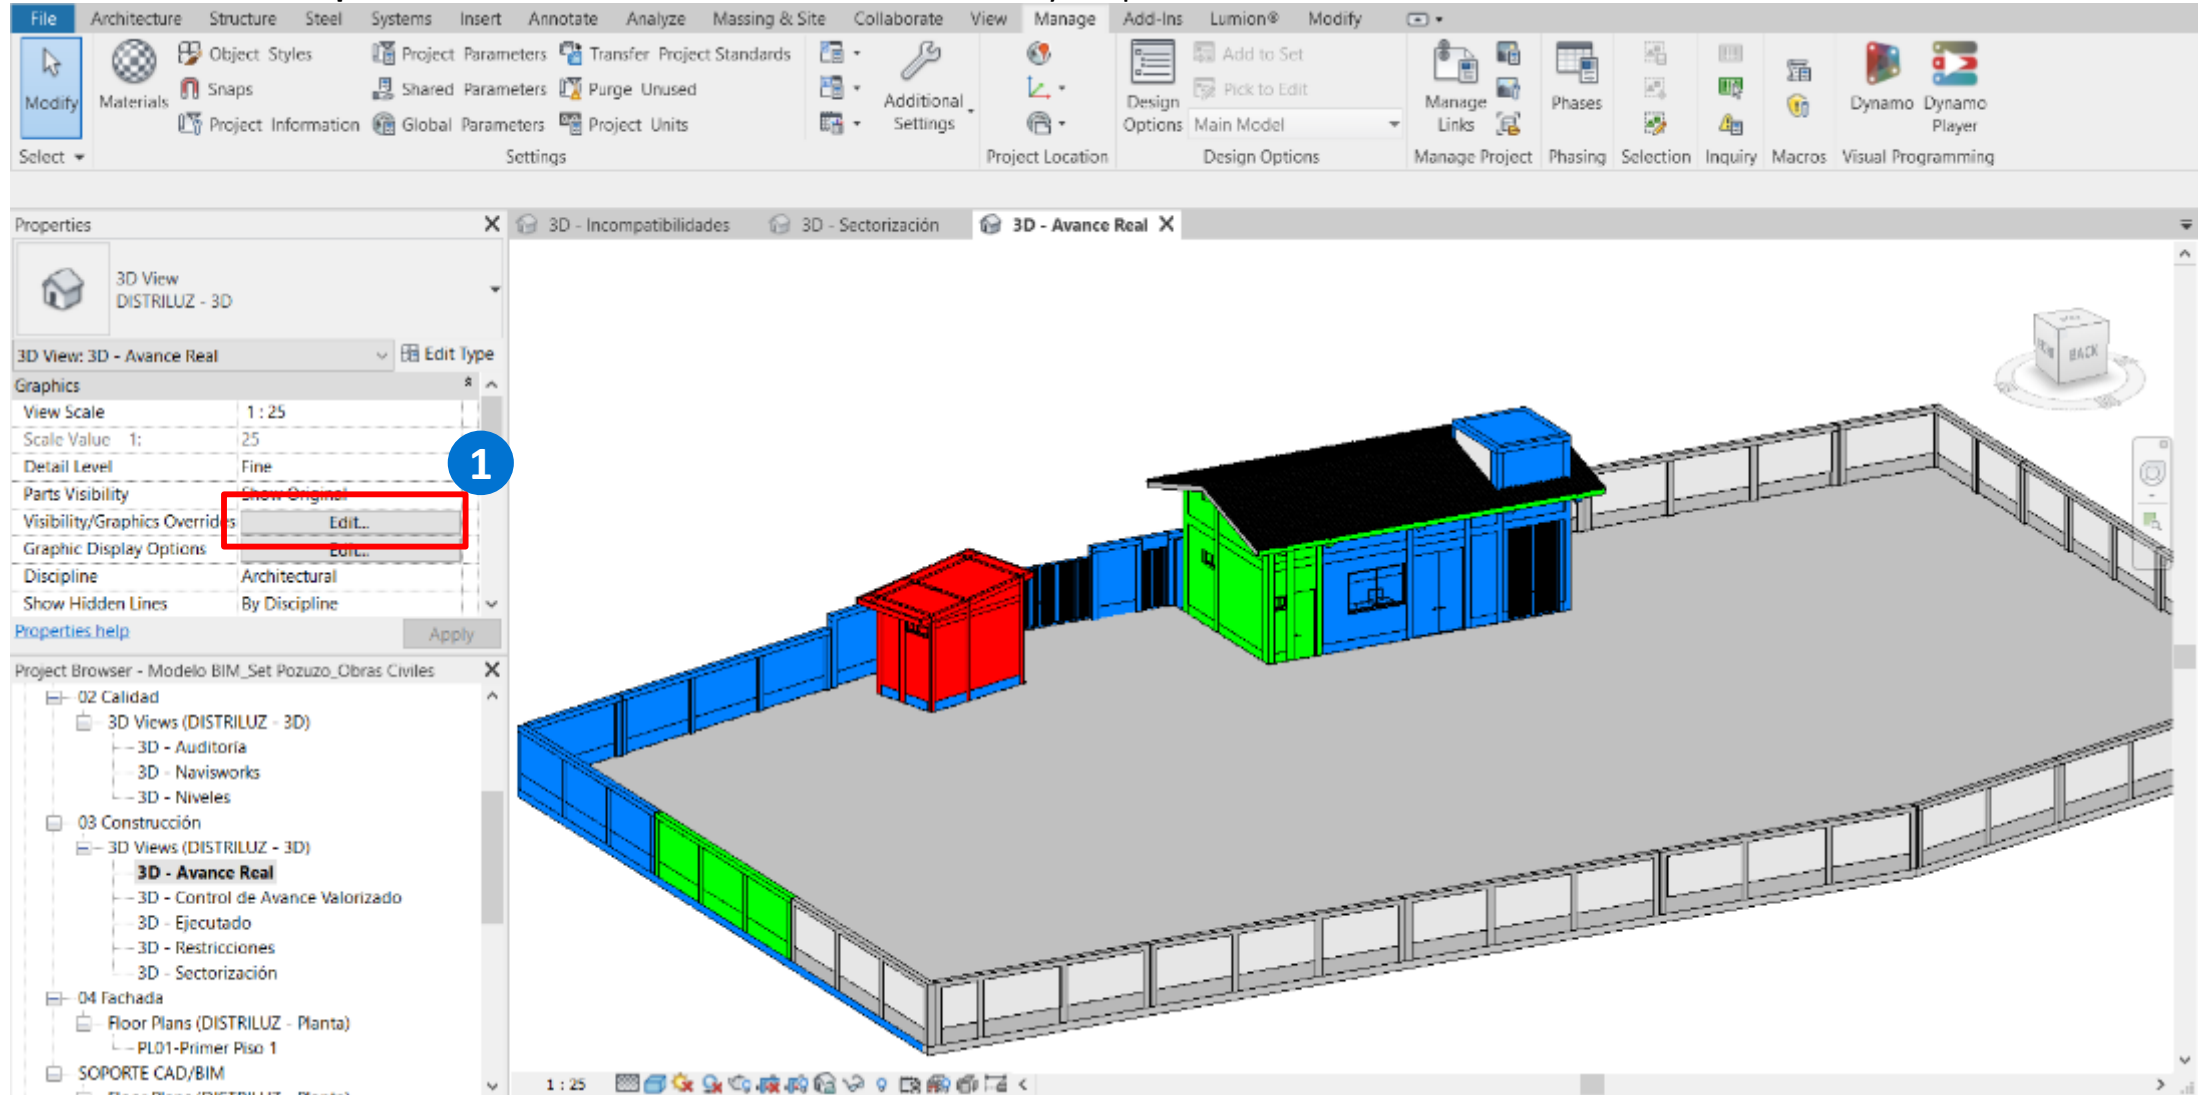 File Architecture Structure Steel Systems Insert Annotate Analyze Massing & Site Collaborate View Manage Add-Ins Lumion® Modify
Modify
Materials
Object Styles
Snaps
Project Information
Project Parameters
Shared Parameters
Global Parameters
Transfer Project Standards
Purge Unused
Project Units
Additional
Settings
Design
Options
Add to Set
Pick to Edit
Main Model
Manage
Links
Phases
Dynamo
Dynamo
Player
Select
Settings
Project Location
Design Options
Manage Project
Phasing
Selection
Inquiry
Macros
Visual Programming
Properties
3D - Incompatibilidades
3D - Sectorización
3D - Avance Real
3D View
DISTRILUZ - 3D
3D View: 3D - Avance Real
Edit Type
Graphics
View Scale 1 : 25
Scale Value 1: 25
Detail Level Fine
Parts Visibility Show Original
Visibility/Graphics Overrides Edit...
Graphic Display Options Edit...
Discipline Architectural
Show Hidden Lines By Discipline
Properties help
Apply
1
Project Browser - Modelo BIM_Set Pozuzo_Obras Civiles
02 Calidad
3D Views (DISTRILUZ - 3D)
3D - Auditoría
3D - Navisworks
3D - Niveles
03 Construcción
3D Views (DISTRILUZ - 3D)
3D - Avance Real
3D - Control de Avance Valorizado
3D - Ejecutado
3D - Restricciones
3D - Sectorización
04 Fachada
Floor Plans (DISTRILUZ - Planta)
PL01-Primer Piso 1
SOPORTE CAD/BIM
BACK
1 : 25